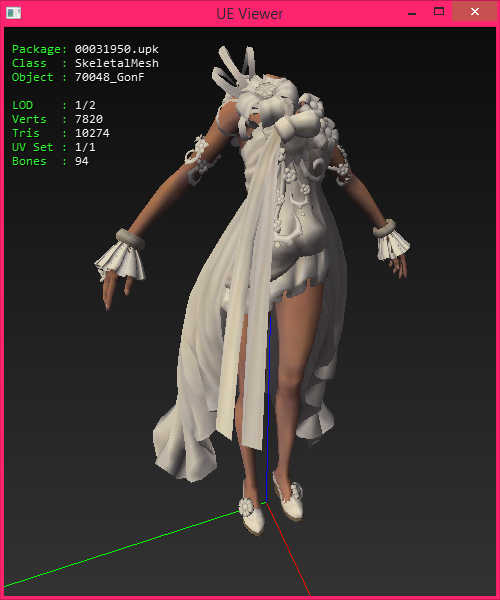 UE Viewer
Package: 00031950.upk
Class  : SkeletalMesh
Object : 70048_GonF
LOD    : 1/2
Verts  : 7820
Tris   : 10274
UV Set : 1/1
Bones  : 94